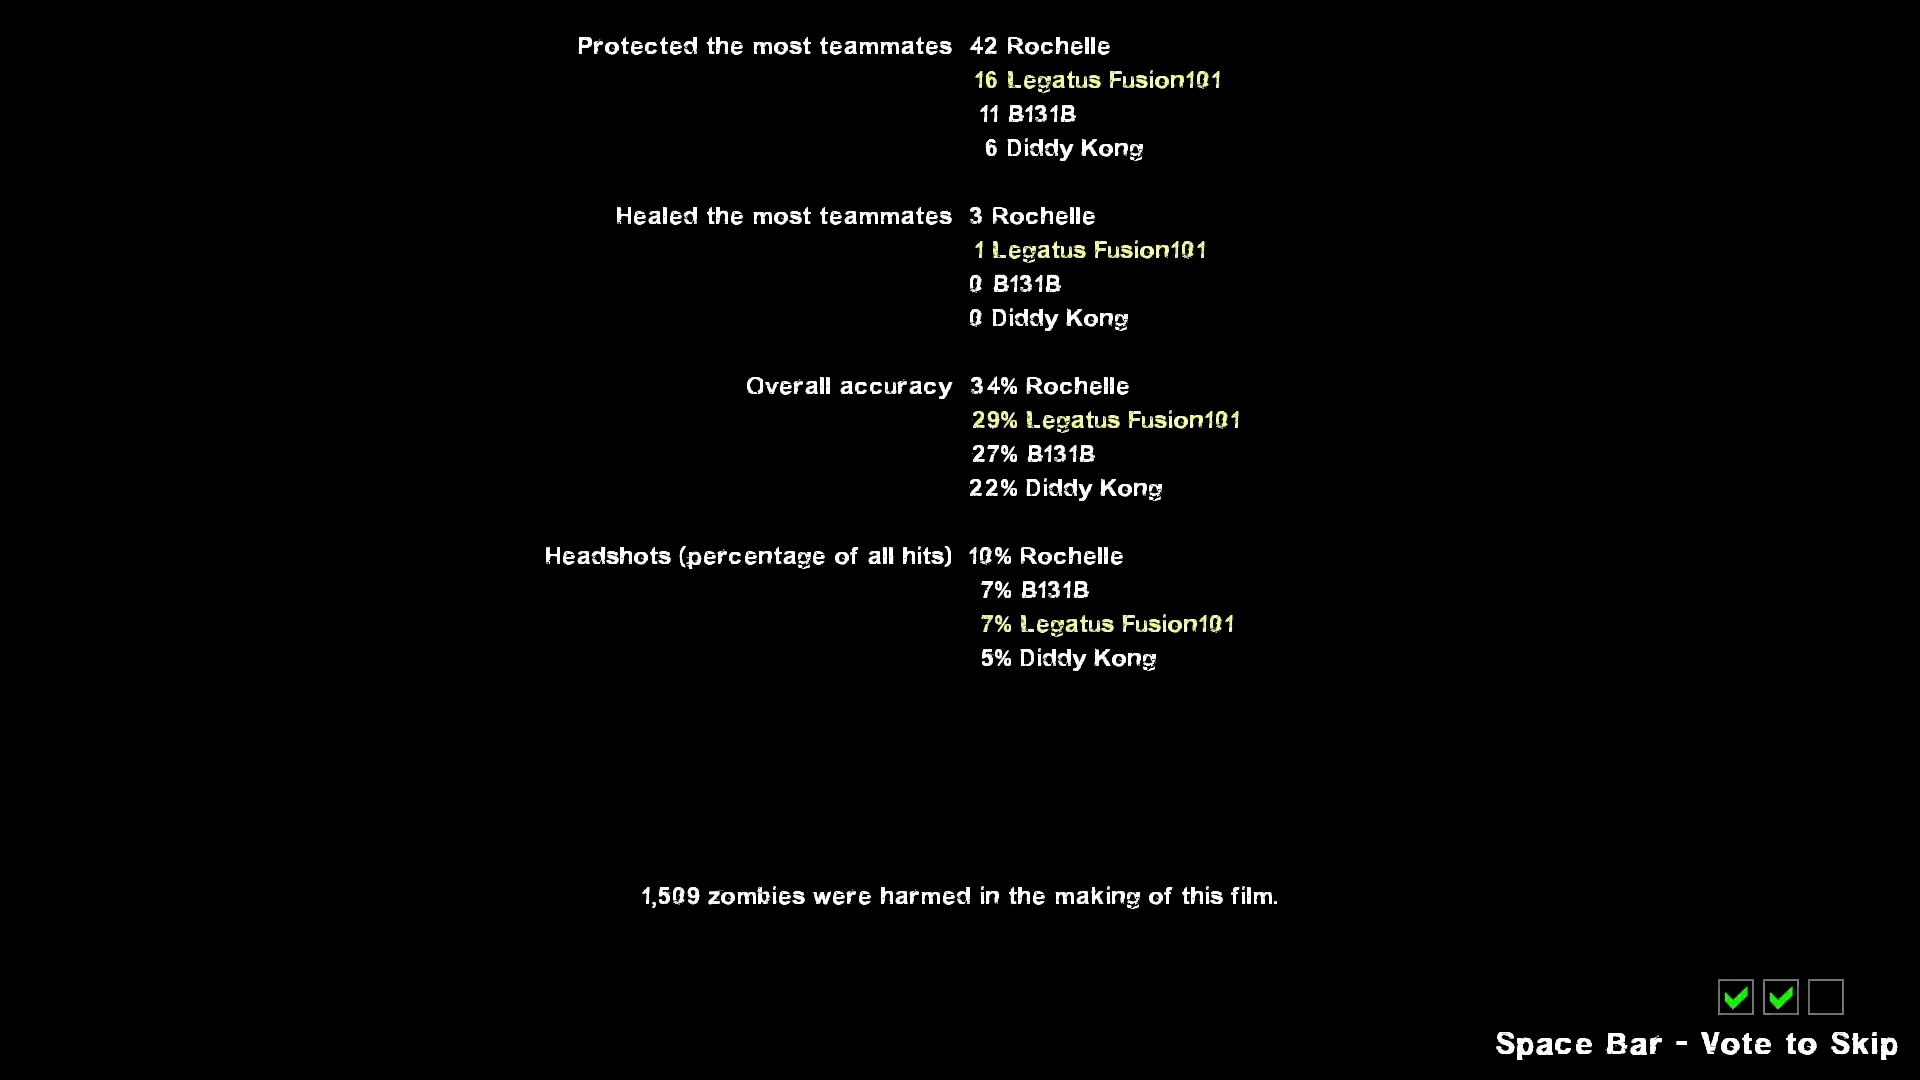 Protected the most teammates 42 Rochelle
16 Legatus Fusion101
11 B131B
6 Diddy Kong
Healed the most teammates 3 Rochelle
1 Legatus Fusion101
0 B131B
0 Diddy Kong
Overall accuracy 34% Rochelle
29% Legatus Fusion101
27% B131B
22% Diddy Kong
Headshots (percentage of all hits) 10% Rochelle
7% B131B
7% Legatus Fusion101
5% Diddy Kong
1,509 zombies were harmed in the making of this film.
Space Bar - Vote to Skip